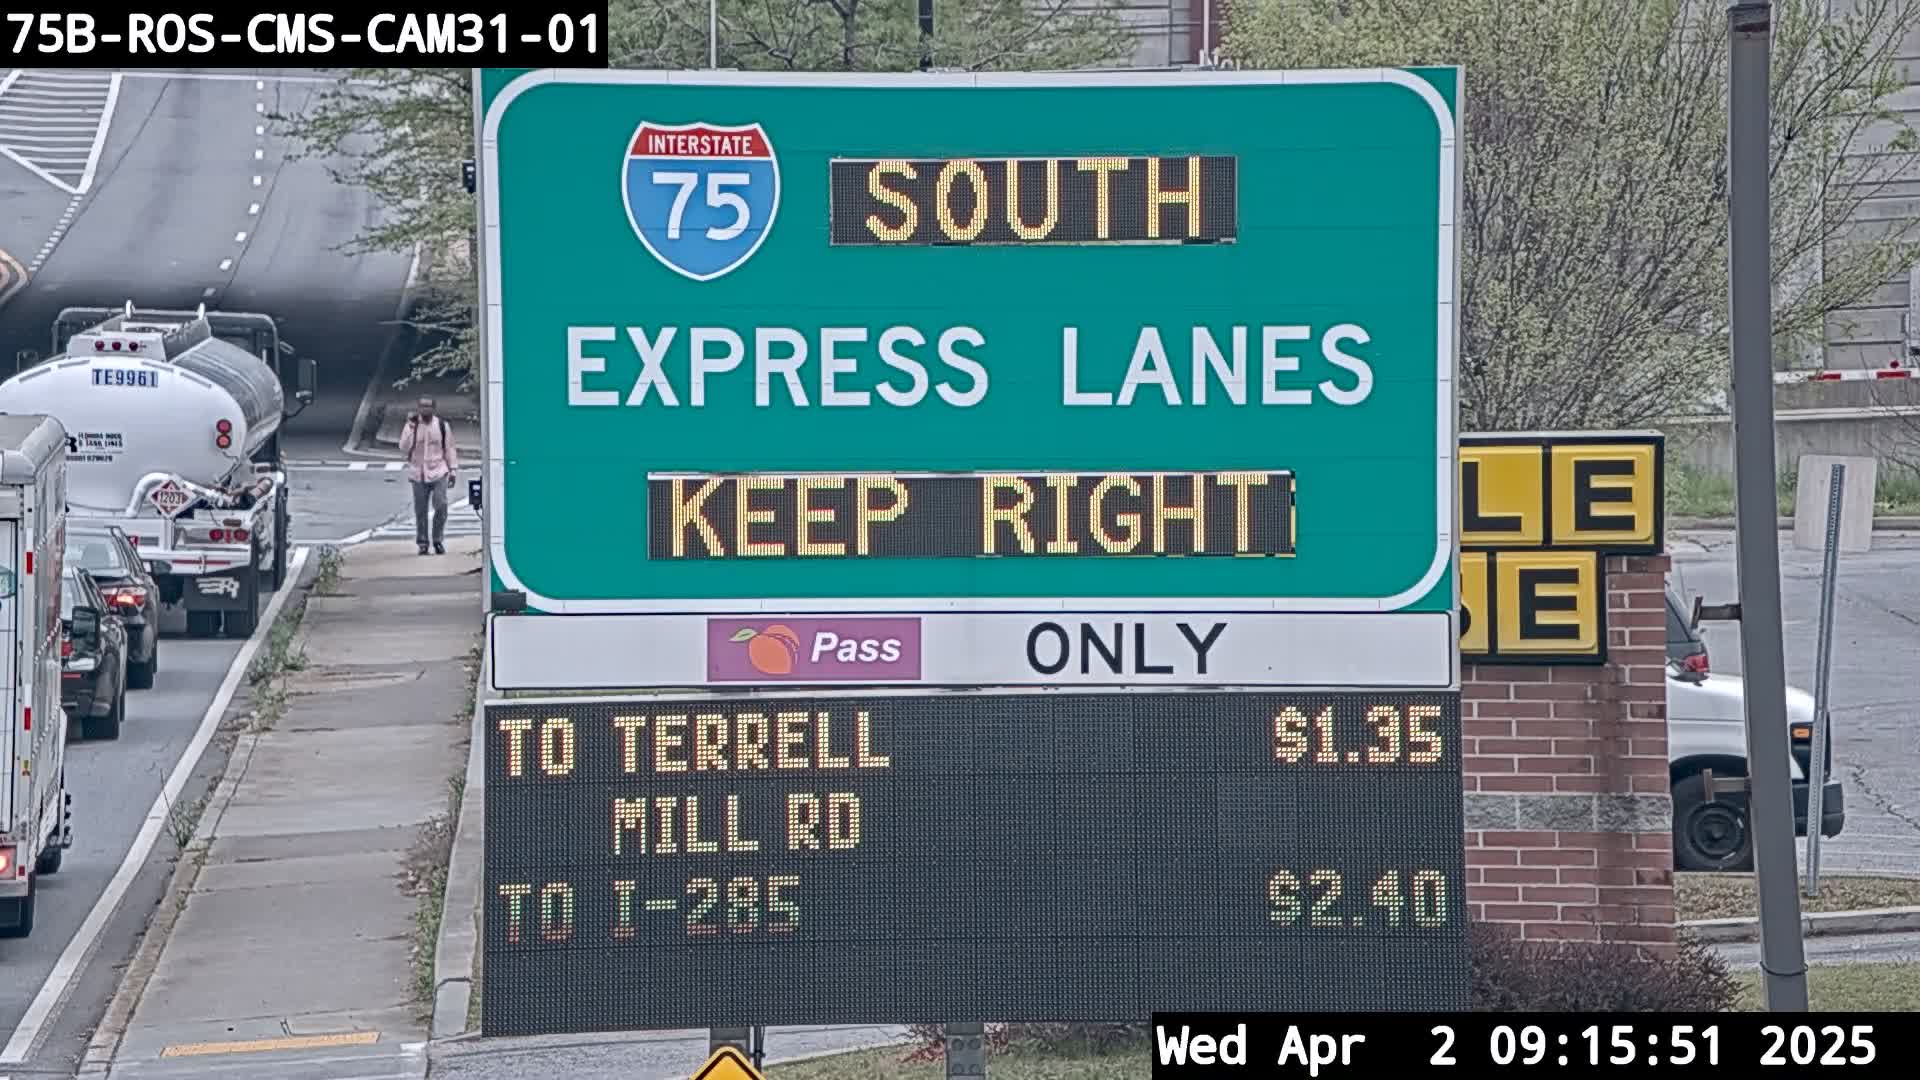 75B-ROS-CMS-CAM31-01
INTERSTATE
75
SOUTH
EXPRESS LANES
KEEP RIGHT
Pass ONLY
TO TERRELL $1.35
MILL RD
TO I-285 $2.40
TE9961
1203
LE
E
Wed Apr 2 09:15:51 2025